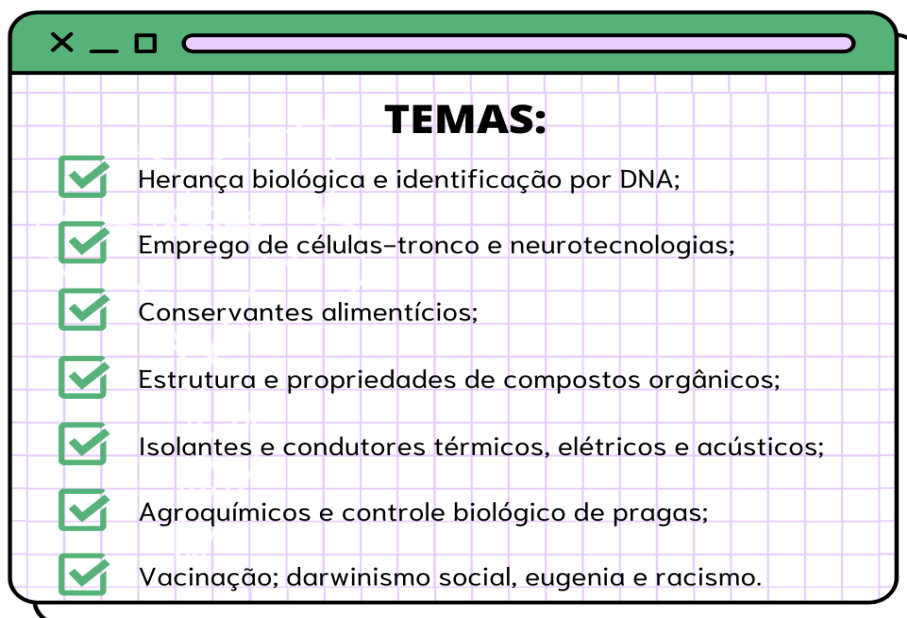 TEMAS:
Herança biológica e identificação por DNA;
Emprego de células-tronco e neurotecnologias;
Conservantes alimentícios;
Estrutura e propriedades de compostos orgânicos;
Isolantes e condutores térmicos, elétricos e acústicos;
Agroquímicos e controle biológico de pragas;
Vacinação; darwinismo social, eugenia e racismo.